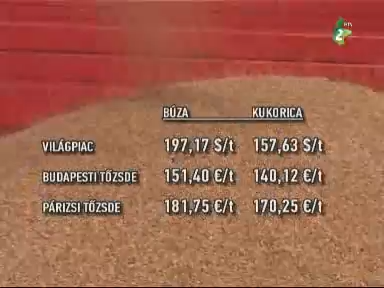 2
BÚZA KUKORICA
VILÁGPIAC 197,17 $/t 157,63 $/t
BUDAPESTI TŐZSDE 151,40 €/t 140,12 €/t
PÁRIZSI TŐZSDE 181,75 €/t 170,25 €/t